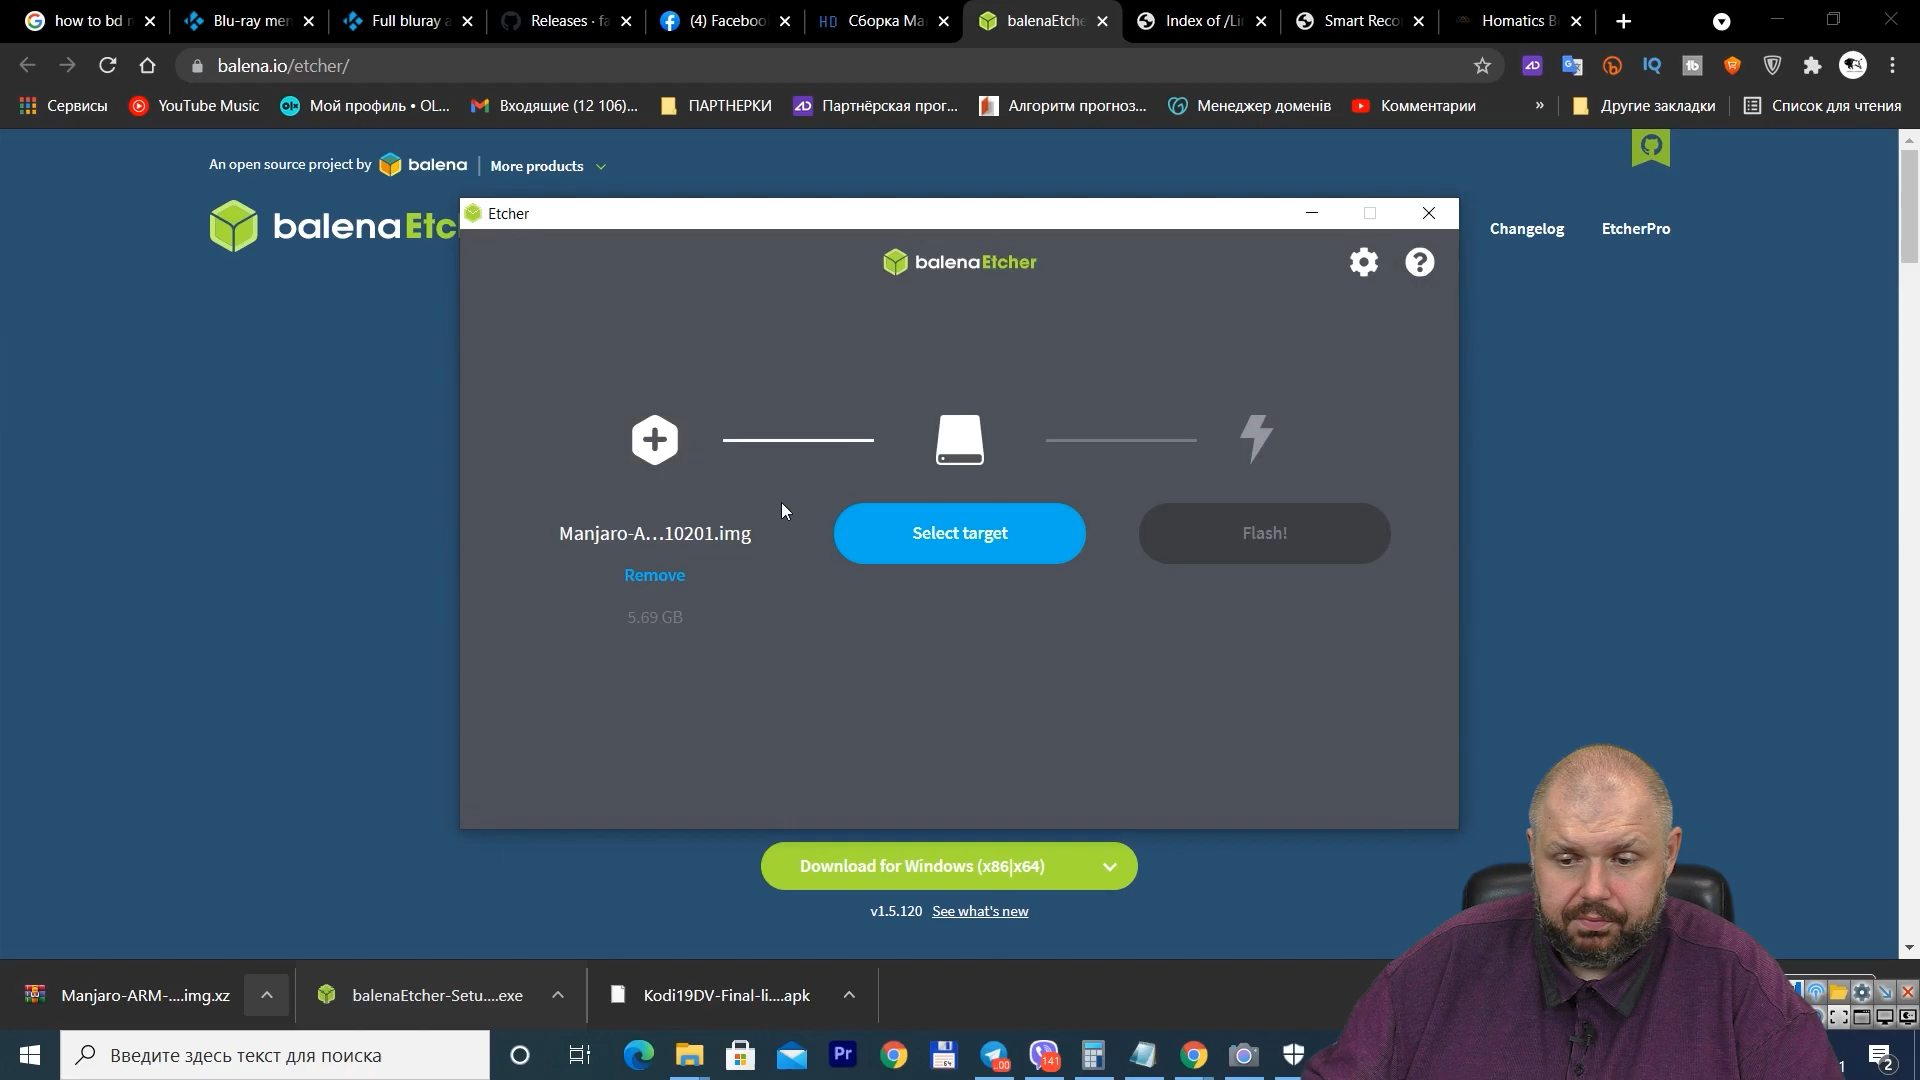 how to bd
Blu-ray mer
Full bluray a
Releases · fa
(4) Faceboo
Сборка Ма
balenaEtche
Index of /Li
Smart Reco
Homatics B
balena.io/etcher/
Сервисы
YouTube Music
Мой профиль • OL...
Входящие (12 106)...
ПАРТНЕРКИ
Партнёрская прог...
Алгоритм прогноз...
Менеджер доменів
Комментарии
»
Другие закладки
Список для чтения
An open source project by balena
More products
balenaEtc
Changelog
EtcherPro
Etcher
balenaEtcher
Manjaro-A...10201.img
Select target
Flash!
Remove
5.69 GB
Download for Windows (x86|x64)
v1.5.120 See what's new
Manjaro-ARM-....img.xz
balenaEtcher-Setu....exe
Kodi19DV-Final-li....apk
Введите здесь текст для поиска